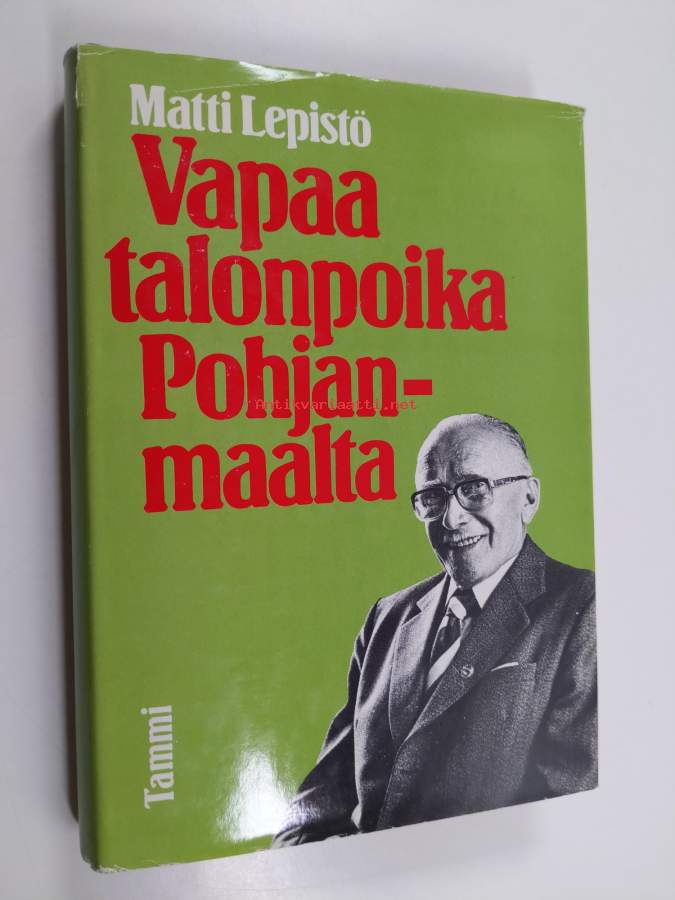 Matti Lepistö
Vapaa
talonpoika
Pohjan-
Antikvariaatti.net
maalta
Tammi